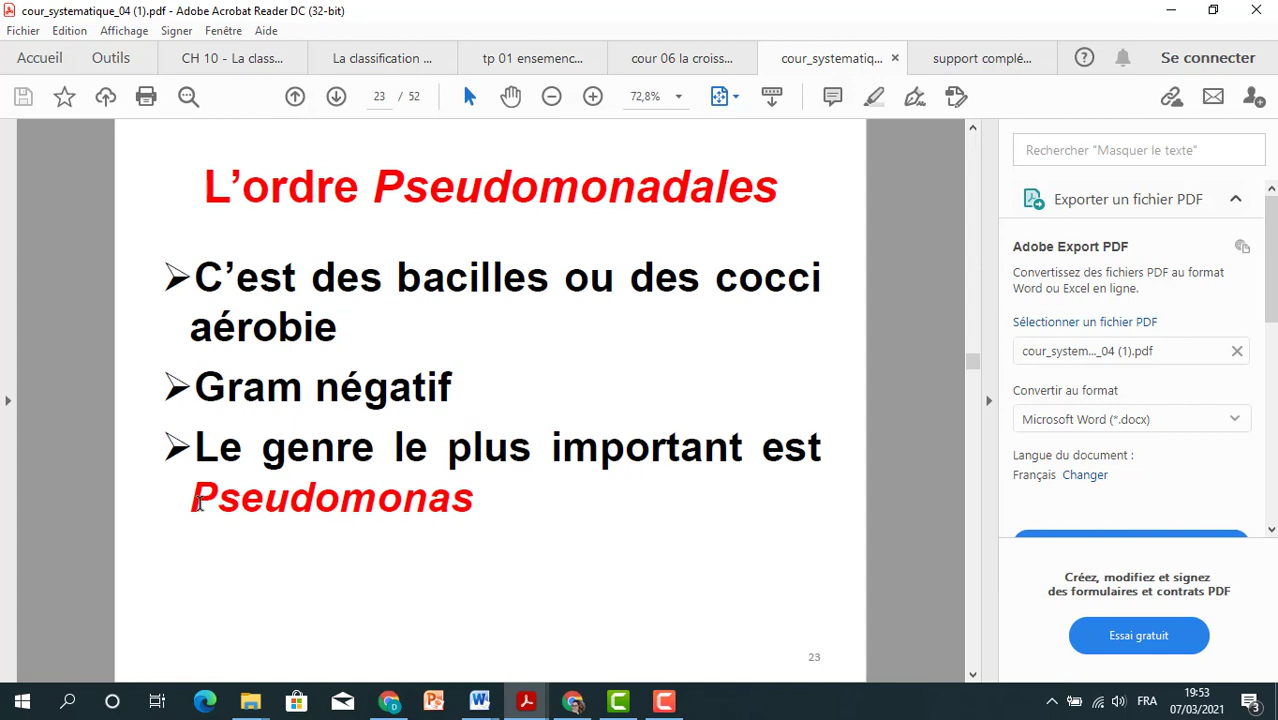 cour_systematique_04 (1).pdf - Adobe Acrobat Reader DC (32-bit)
Fichier Edition Affichage Signer Fenêtre Aide
Accueil Outils CH 10 - La class... La classification ... tp 01 ensemenc... cour 06 la croiss... cour_systematiq... support complé... Se connecter
23 / 52 72,8%
L'ordre Pseudomonadales
C'est des bacilles ou des cocci
aérobie
Gram négatif
Le genre le plus important est
Pseudomonas
23
Rechercher "Masquer le texte"
Exporter un fichier PDF
Adobe Export PDF
Convertissez des fichiers PDF au format
Word ou Excel en ligne.
Sélectionner un fichier PDF
cour_system..._04 (1).pdf
Convertir au format
Microsoft Word (*.docx)
Langue du document :
Français Changer
Créez, modifiez et signez
des formulaires et contrats PDF
Essai gratuit
FRA
19:53
07/03/2021
3